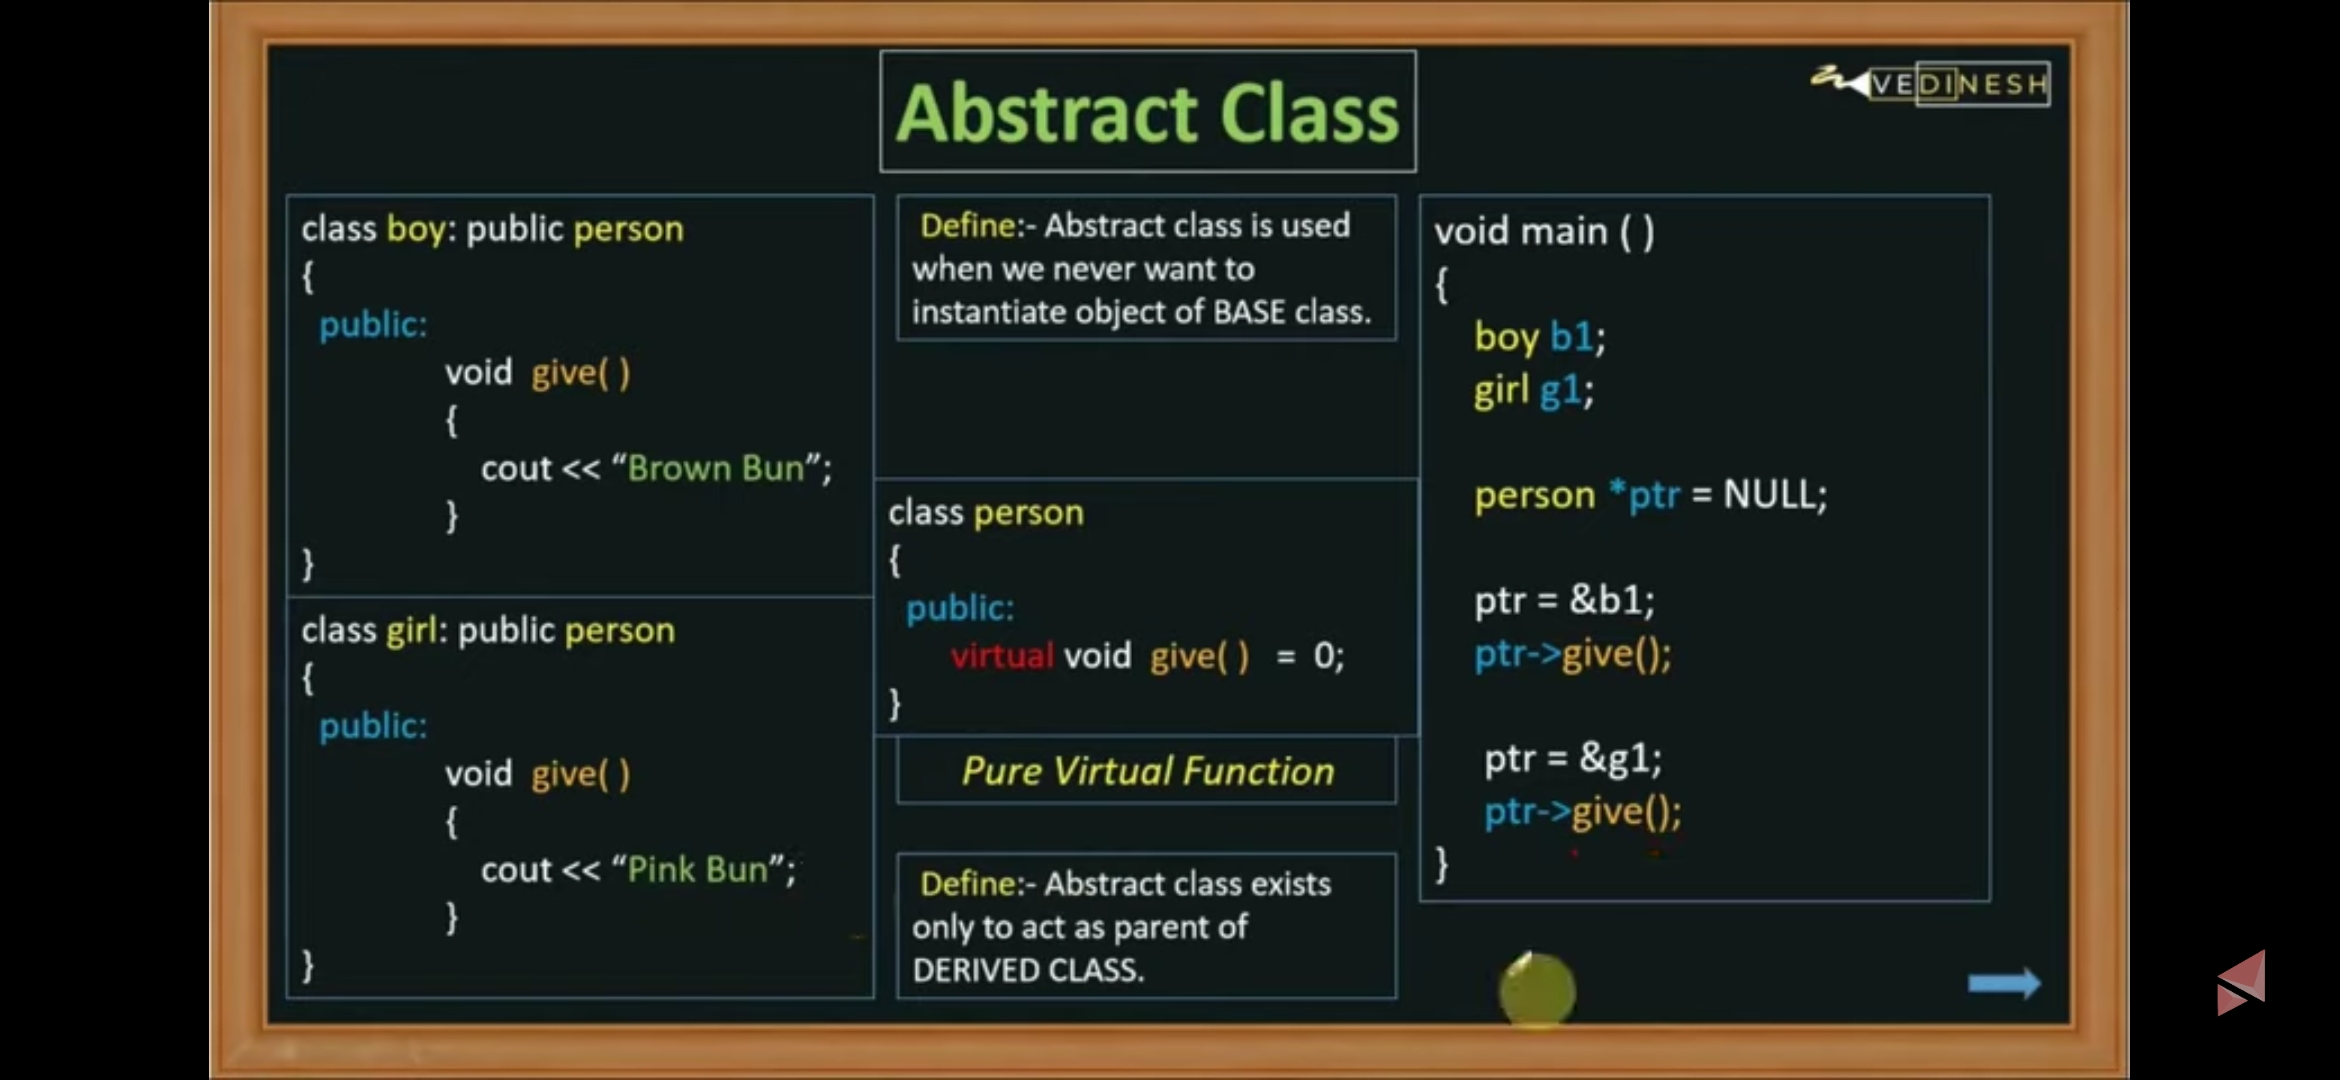 Abstract Class
VEDINESH
class boy: public person
{
public:
void give( )
{
cout << “Brown Bun”;
}
}
class girl: public person
{
public:
void give( )
{
cout << “Pink Bun”;
}
}
Define:- Abstract class is used
when we never want to
instantiate object of BASE class.
class person
{
public:
virtual void give( ) = 0;
}
Pure Virtual Function
Define:- Abstract class exists
only to act as parent of
DERIVED CLASS.
void main ( )
{
boy b1;
girl g1;
person *ptr = NULL;
ptr = &b1;
ptr->give();
ptr = &g1;
ptr->give();
}